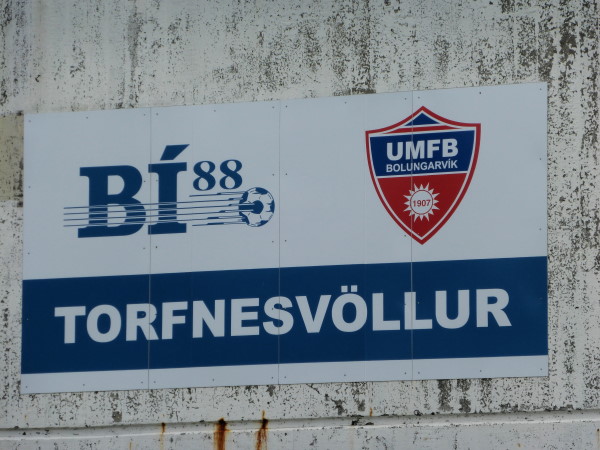 BÍ88
UMFB
BOLUNGARVÍK
1907
TORFNESVÖLLUR